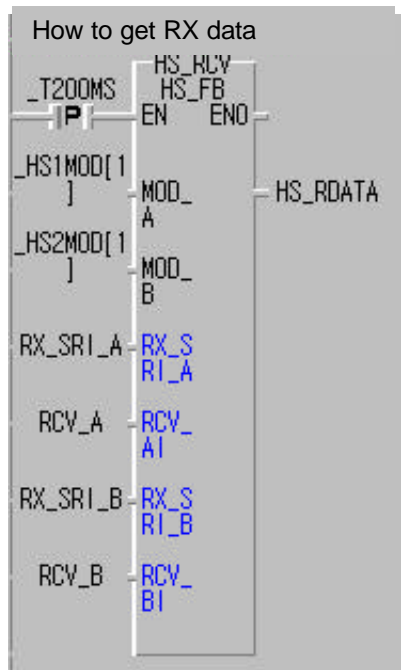 How to get RX data
HS_RCV
_T200MS HS_FB
P EN ENO
_HS1MOD[1
] MOD_ HS_RDATA
A
_HS2MOD[1
] MOD_
B
RX_SRI_A RX_S
RI_A
RCV_A RCV_
AI
RX_SRI_B RX_S
RI_B
RCV_B RCV_
BI